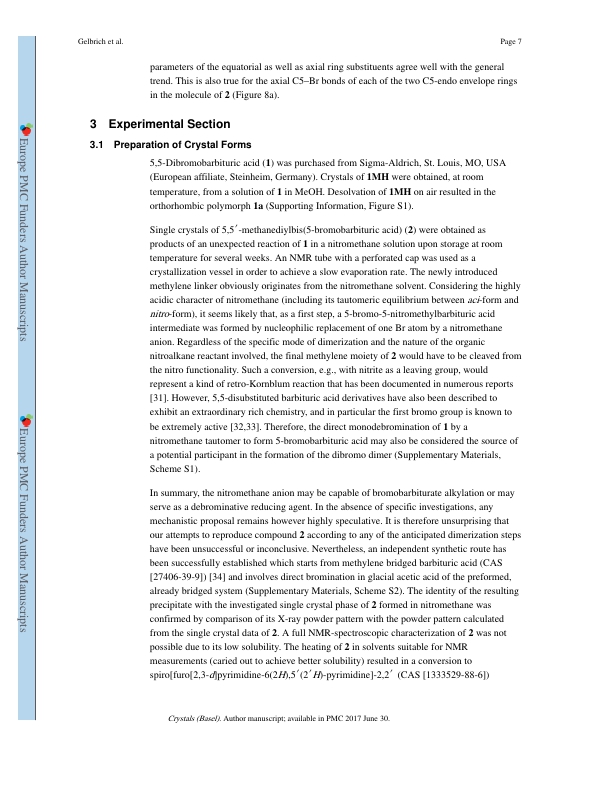 Gelbrich et al.
Page 7
Europe PMC Funders Author Manuscripts
Europe PMC Funders Author Manuscripts
parameters of the equatorial as well as axial ring substituents agree well with the general
trend. This is also true for the axial C5–Br bonds of each of the two C5-endo envelope rings
in the molecule of 2 (Figure 8a).
3 Experimental Section
3.1 Preparation of Crystal Forms
5,5-Dibromobarbituric acid (1) was purchased from Sigma-Aldrich, St. Louis, MO, USA
(European affiliate, Steinheim, Germany). Crystals of 1MH were obtained, at room
temperature, from a solution of 1 in MeOH. Desolvation of 1MH on air resulted in the
orthorhombic polymorph 1a (Supporting Information, Figure S1).
Single crystals of 5,5′-methanediylbis(5-bromobarbituric acid) (2) were obtained as
products of an unexpected reaction of 1 in a nitromethane solution upon storage at room
temperature for several weeks. An NMR tube with a perforated cap was used as a
crystallization vessel in order to achieve a slow evaporation rate. The newly introduced
methylene linker obviously originates from the nitromethane solvent. Considering the highly
acidic character of nitromethane (including its tautomeric equilibrium between aci-form and
nitro-form), it seems likely that, as a first step, a 5-bromo-5-nitromethylbarbituric acid
intermediate was formed by nucleophilic replacement of one Br atom by a nitromethane
anion. Regardless of the specific mode of dimerization and the nature of the organic
nitroalkane reactant involved, the final methylene moiety of 2 would have to be cleaved from
the nitro functionality. Such a conversion, e.g., with nitrite as a leaving group, would
represent a kind of retro-Kornblum reaction that has been documented in numerous reports
[31]. However, 5,5-disubstituted barbituric acid derivatives have also been described to
exhibit an extraordinary rich chemistry, and in particular the first bromo group is known to
be extremely active [32,33]. Therefore, the direct monodebromination of 1 by a
nitromethane tautomer to form 5-bromobarbituric acid may also be considered the source of
a potential participant in the formation of the dibromo dimer (Supplementary Materials,
Scheme S1).
In summary, the nitromethane anion may be capable of bromobarbiturate alkylation or may
serve as a debrominative reducing agent. In the absence of specific investigations, any
mechanistic proposal remains however highly speculative. It is therefore unsurprising that
our attempts to reproduce compound 2 according to any of the anticipated dimerization steps
have been unsuccessful or inconclusive. Nevertheless, an independent synthetic route has
been successfully established which starts from methylene bridged barbituric acid (CAS
[27406-39-9]) [34] and involves direct bromination in glacial acetic acid of the preformed,
already bridged system (Supplementary Materials, Scheme S2). The identity of the resulting
precipitate with the investigated single crystal phase of 2 formed in nitromethane was
confirmed by comparison of its X-ray powder pattern with the powder pattern calculated
from the single crystal data of 2. A full NMR-spectroscopic characterization of 2 was not
possible due to its low solubility. The heating of 2 in solvents suitable for NMR
measurements (caried out to achieve better solubility) resulted in a conversion to
spiro[furo[2,3-d]pyrimidine-6(2H),5′(2′H)-pyrimidine]-2,2′ (CAS [1333529-88-6])
Crystals (Basel). Author manuscript; available in PMC 2017 June 30.